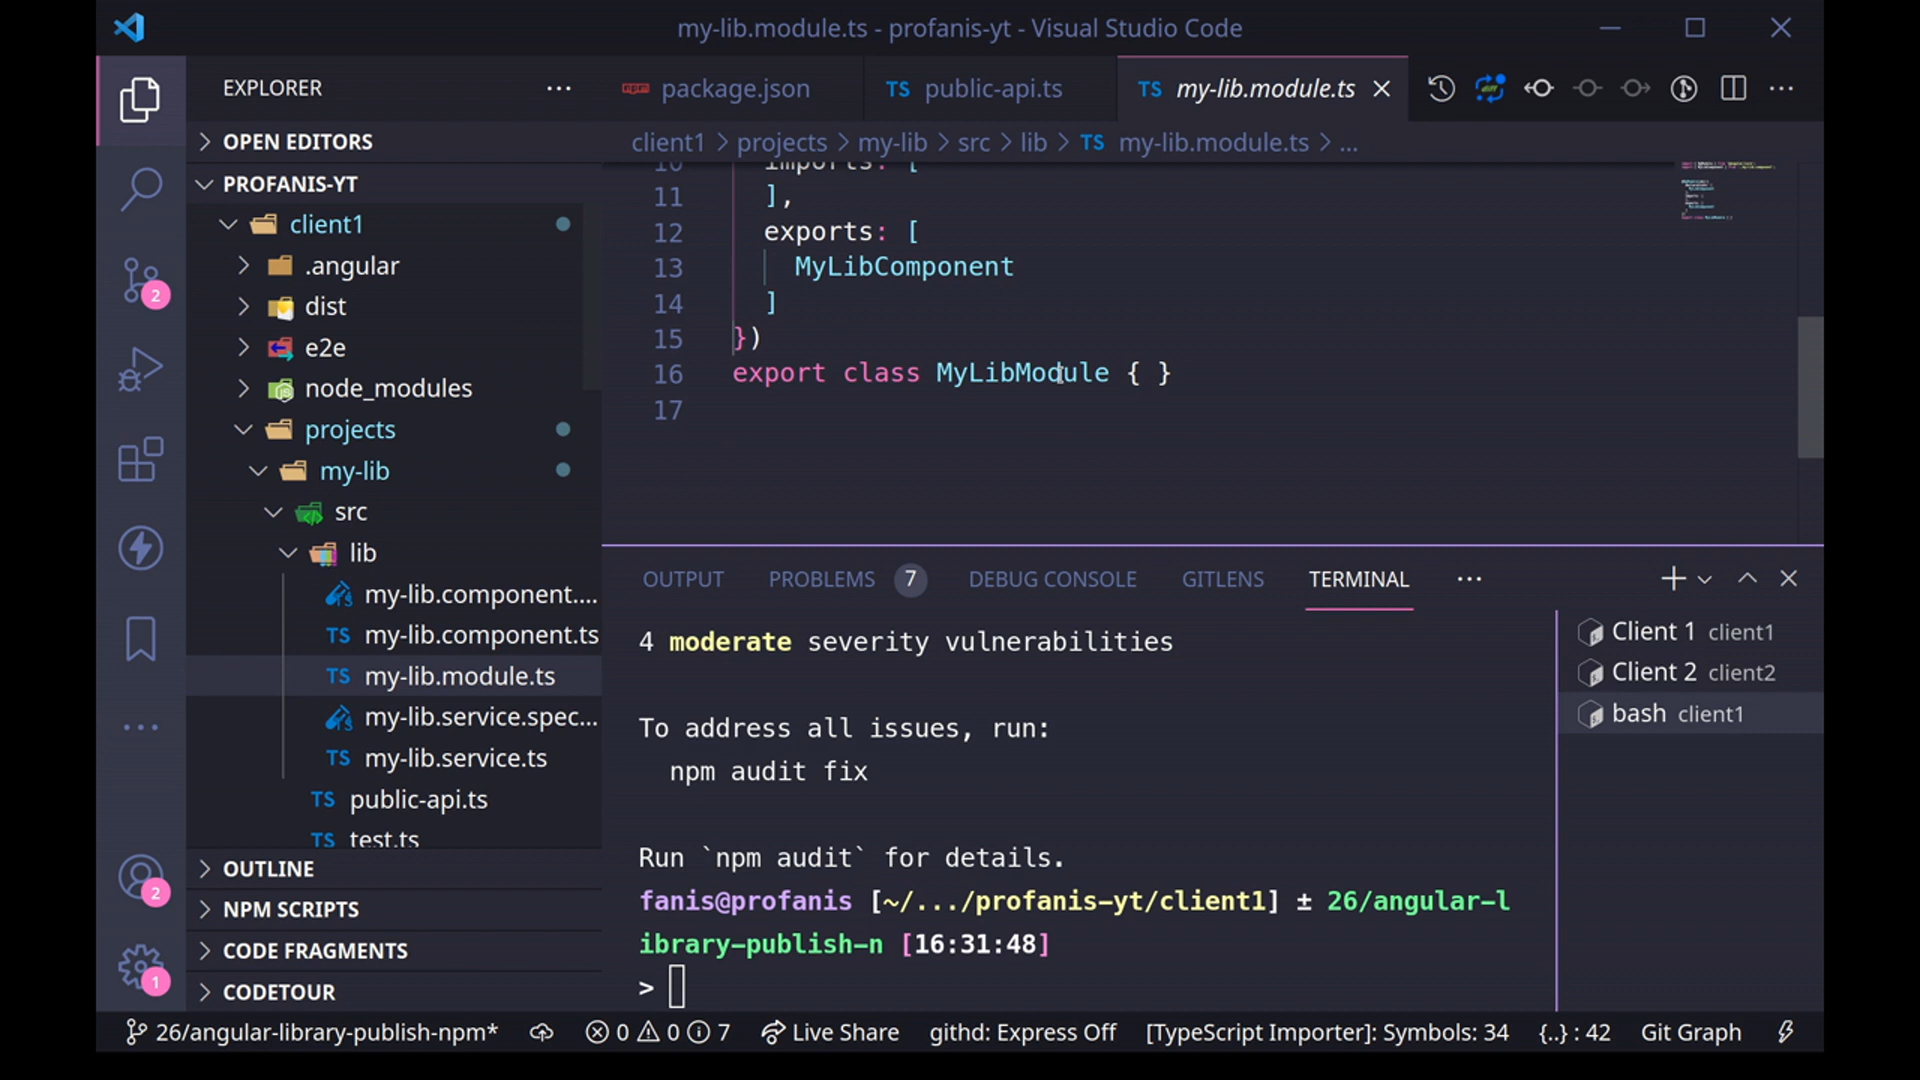 my-lib.module.ts - profanis-yt - Visual Studio Code
EXPLORER
package.json
TS public-api.ts
TS my-lib.module.ts
OPEN EDITORS
client1 > projects > my-lib > src > lib > TS my-lib.module.ts > ...
PROFANIS-YT
client1
.angular
dist
e2e
node_modules
projects
my-lib
src
lib
my-lib.component....
TS my-lib.component.ts
TS my-lib.module.ts
my-lib.service.spec...
TS my-lib.service.ts
TS public-api.ts
TS test.ts
OUTLINE
NPM SCRIPTS
CODE FRAGMENTS
CODETOUR
2
2
1
10 imports: [
11 ],
12 exports: [
13 MyLibComponent
14 ]
15 })
16 export class MyLibModule { }
17
OUTPUT PROBLEMS 7 DEBUG CONSOLE GITLENS TERMINAL ...
4 moderate severity vulnerabilities
To address all issues, run:
npm audit fix
Run `npm audit` for details.
fanis@profanis [~/.../profanis-yt/client1] ± 26/angular-l
ibrary-publish-n [16:31:48]
>
Client 1 client1
Client 2 client2
bash client1
26/angular-library-publish-npm* 0 0 7 Live Share githd: Express Off [TypeScript Importer]: Symbols: 34 {..} : 42 Git Graph